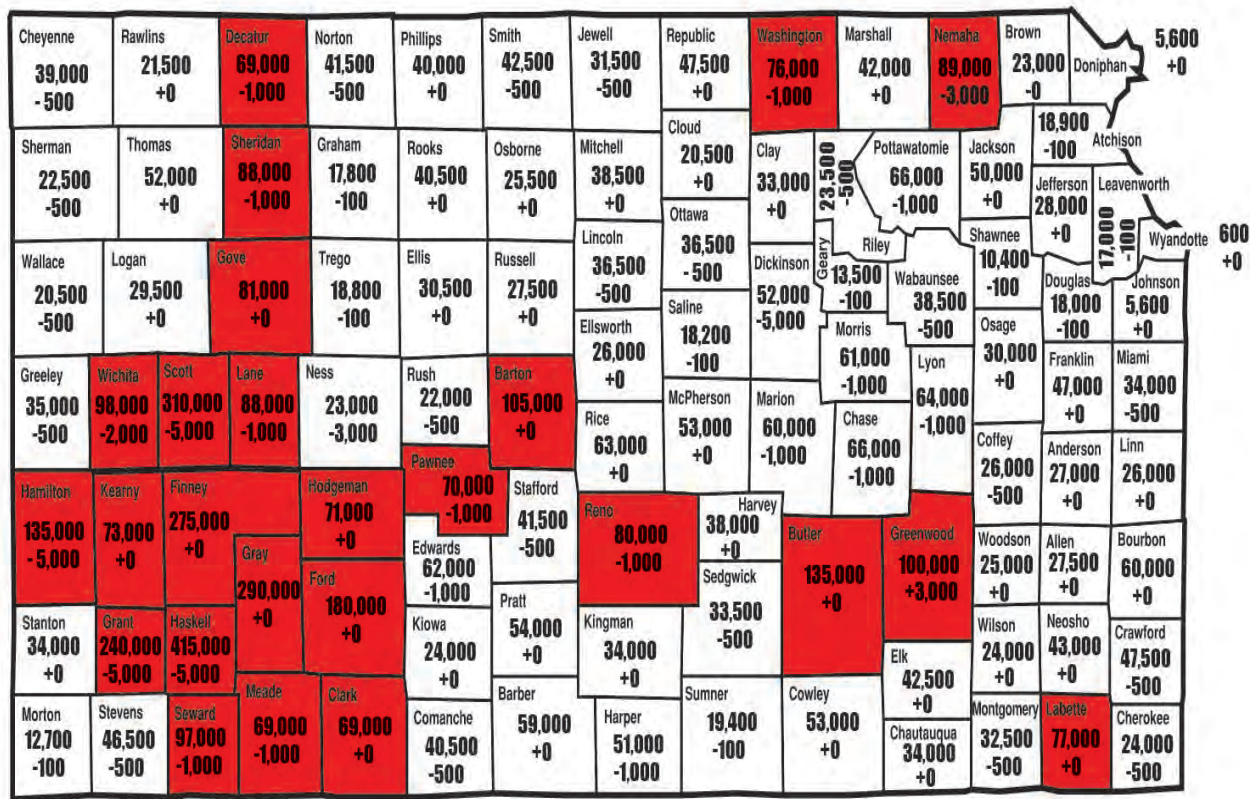 Cheyenne
39,000
-500
Rawlins
21,500
+0
Decatur
69,000
-1,000
Norton
41,500
-500
Phillips
40,000
+0
Smith
42,500
-500
Jewell
31,500
-500
Republic
47,500
+0
Washington
76,000
-1,000
Marshall
42,000
+0
Nemaha
89,000
-3,000
Brown
23,000
-0
Doniphan
5,600
+0
Sherman
22,500
-500
Thomas
52,000
+0
Sheridan
88,000
-1,000
Graham
17,800
-100
Rooks
40,500
+0
Osborne
25,500
+0
Mitchell
38,500
+0
Cloud
20,500
+0
Clay
33,000
+0
23,500
-500
Riley
Pottawatomie
66,000
-1,000
Jackson
50,000
+0
18,900
-100
Atchison
Jefferson
28,000
+0
Leavenworth
17,000
-100
Wyandotte
600
+0
Wallace
20,500
-500
Logan
29,500
+0
Gove
81,000
+0
Trego
18,800
-100
Ellis
30,500
+0
Russell
27,500
+0
Lincoln
36,500
-500
Ottawa
36,500
-500
Dickinson
52,000
-5,000
Geary
13,500
-100
Wabaunsee
38,500
-500
Shawnee
10,400
-100
Douglas
18,000
-100
Johnson
5,600
+0
Ellsworth
26,000
+0
Saline
18,200
-100
Morris
61,000
-1,000
Osage
30,000
+0
Greeley
35,000
-500
Wichita
98,000
-2,000
Scott
310,000
-5,000
Lane
88,000
-1,000
Ness
23,000
-3,000
Rush
22,000
-500
Barton
105,000
+0
Rice
63,000
+0
McPherson
53,000
+0
Marion
60,000
-1,000
Chase
66,000
-1,000
Lyon
64,000
-1,000
Franklin
47,000
+0
Miami
34,000
-500
Coffey
26,000
-500
Anderson
27,000
+0
Linn
26,000
+0
Hamilton
135,000
-5,000
Kearny
73,000
+0
Finney
275,000
+0
Hodgeman
71,000
+0
Pawnee
70,000
-1,000
Stafford
41,500
-500
Reno
80,000
-1,000
Harvey
38,000
+0
Butler
135,000
+0
Greenwood
100,000
+3,000
Woodson
25,000
+0
Allen
27,500
+0
Bourbon
60,000
+0
Gray
290,000
+0
Ford
180,000
+0
Edwards
62,000
-1,000
Sedgwick
33,500
-500
Stanton
34,000
+0
Grant
240,000
-5,000
Haskell
415,000
-5,000
Kiowa
24,000
+0
Pratt
54,000
+0
Kingman
34,000
+0
Elk
42,500
+0
Wilson
24,000
+0
Neosho
43,000
+0
Crawford
47,500
-500
Morton
12,700
-100
Stevens
46,500
-500
Seward
97,000
-1,000
Meade
69,000
-1,000
Clark
69,000
+0
Comanche
40,500
-500
Barber
59,000
+0
Harper
51,000
-1,000
Sumner
19,400
-100
Cowley
53,000
+0
Chautauqua
34,000
+0
Montgomery
32,500
-500
Labette
77,000
+0
Cherokee
24,000
-500